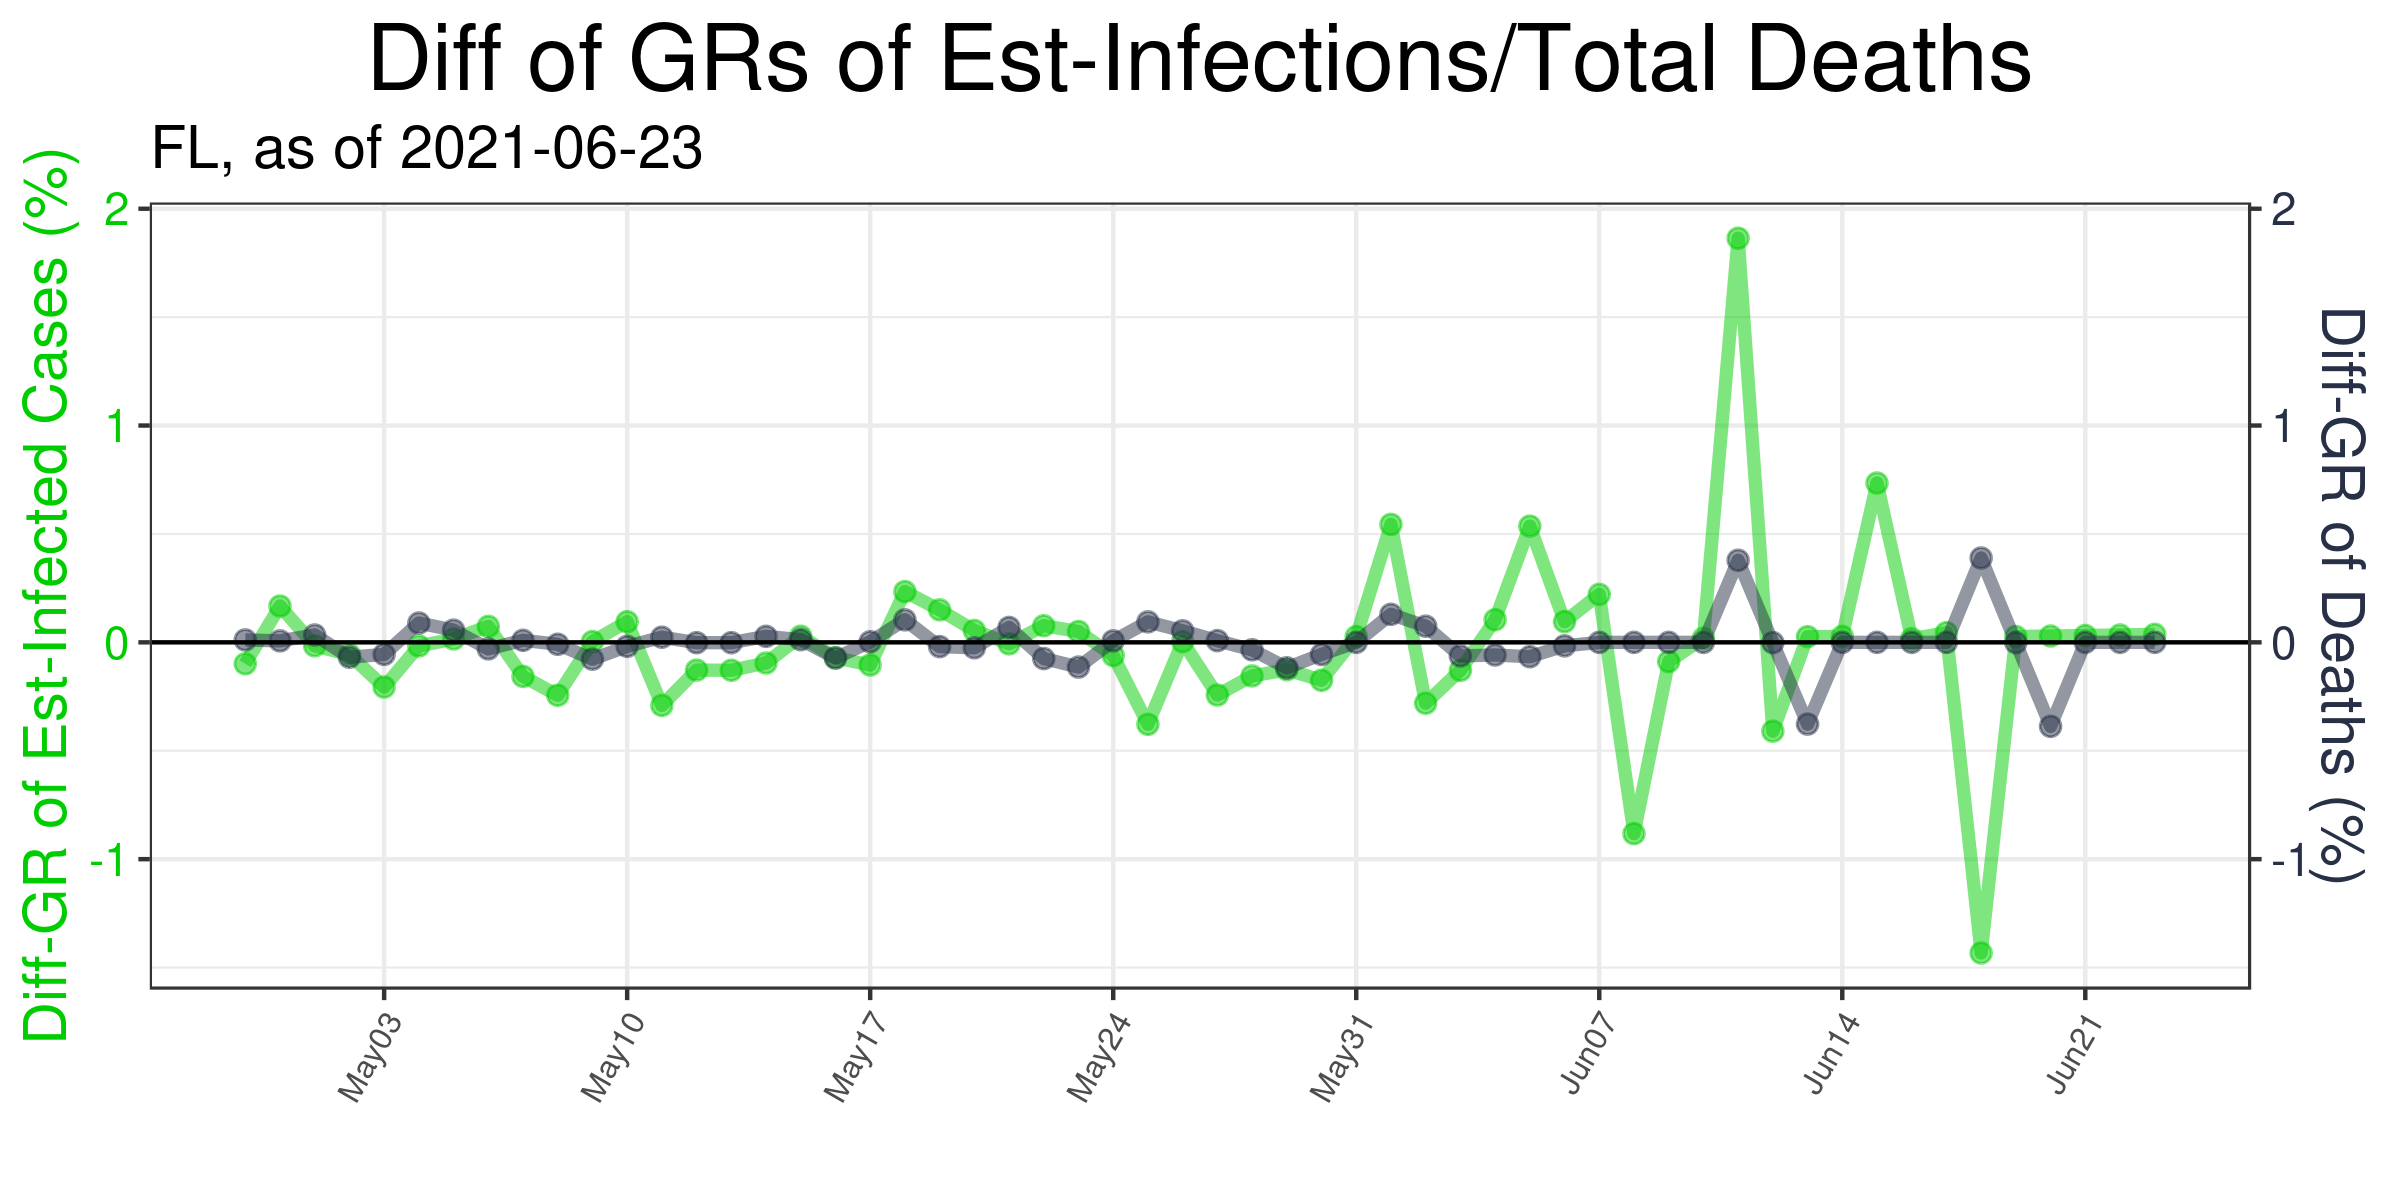 Diff of GRs of Est-Infections/Total Deaths
FL, as of 2021-06-23
Diff-GR of Est-Infected Cases (%)
2
1
0
-1
2
1
0
-1
Diff-GR of Deaths (%)
May03
May10
May17
May24
May31
Jun07
Jun14
Jun21